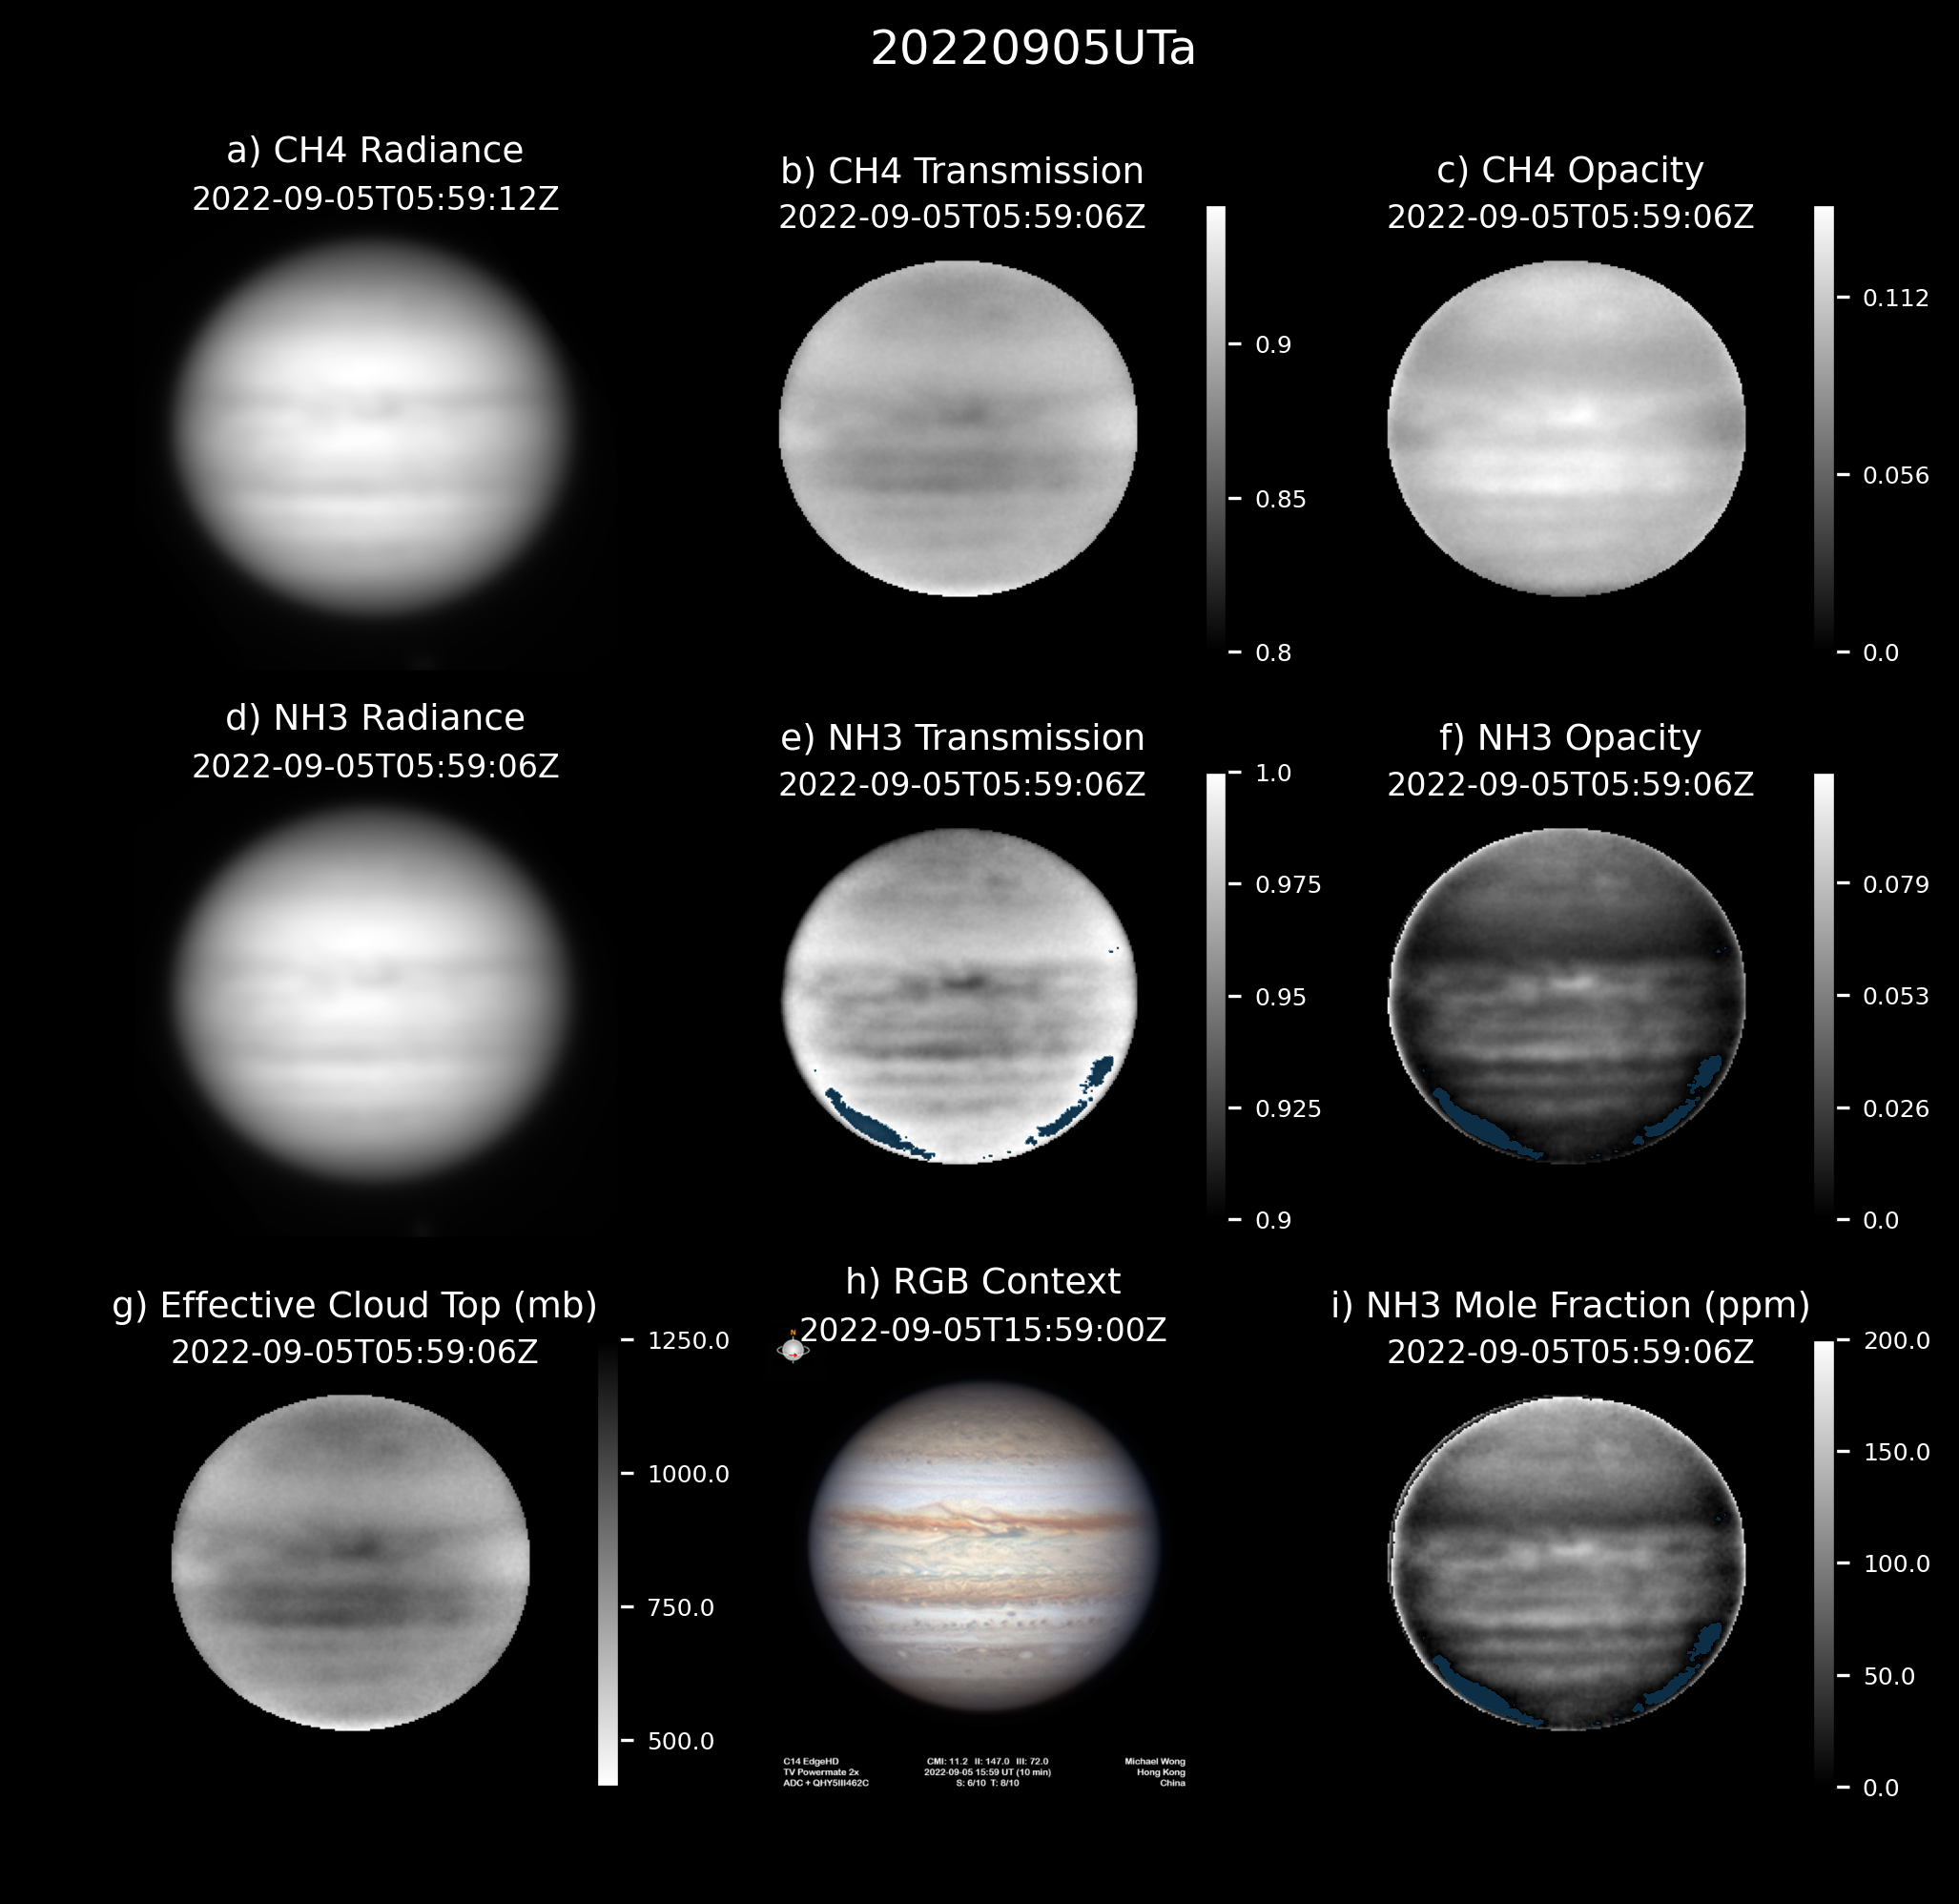 20220905UTa
a) CH4 Radiance
2022-09-05T05:59:12Z
b) CH4 Transmission
2022-09-05T05:59:06Z
0.9
0.85
0.8
c) CH4 Opacity
2022-09-05T05:59:06Z
0.112
0.056
0.0
d) NH3 Radiance
2022-09-05T05:59:06Z
e) NH3 Transmission
2022-09-05T05:59:06Z
1.0
0.975
0.95
0.925
0.9
f) NH3 Opacity
2022-09-05T05:59:06Z
0.079
0.053
0.026
0.0
g) Effective Cloud Top (mb)
2022-09-05T05:59:06Z
1250.0
1000.0
750.0
500.0
h) RGB Context
2022-09-05T15:59:00Z
N
C14 EdgeHD
TV Powermate 2x
ADC + QHY5III462C
CMI: 11.2 II: 147.0 III: 72.0
2022-09-05 15:59 UT (10 min)
S: 6/10 T: 8/10
Michael Wong
Hong Kong
China
i) NH3 Mole Fraction (ppm)
2022-09-05T05:59:06Z
200.0
150.0
100.0
50.0
0.0